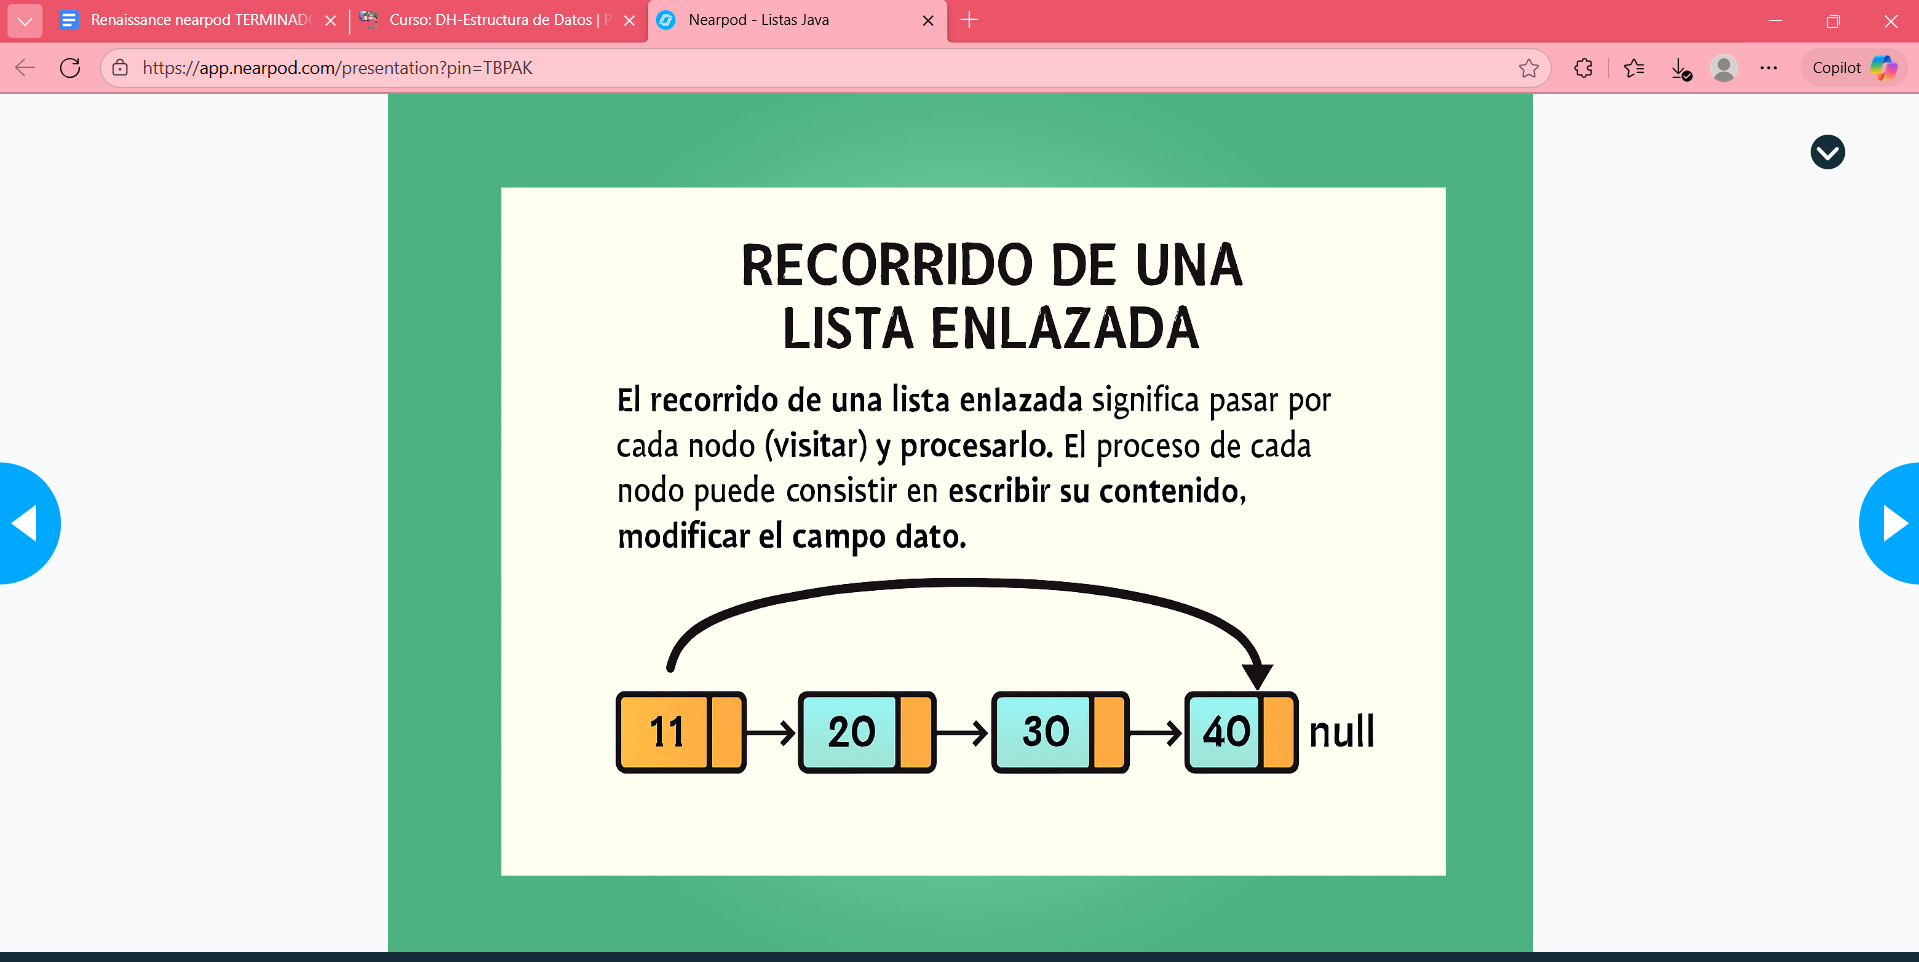 Renaissance nearpod TERMINADO
Curso: DH-Estructura de Datos | P
Nearpod - Listas Java
https://app.nearpod.com/presentation?pin=TBPAK
Copilot
RECORRIDO DE UNA
LISTA ENLAZADA
El recorrido de una lista enlazada significa pasar por
cada nodo (visitar) y procesarlo. El proceso de cada
nodo puede consistir en escribir su contenido,
modificar el campo dato.
11 20 30 40 null